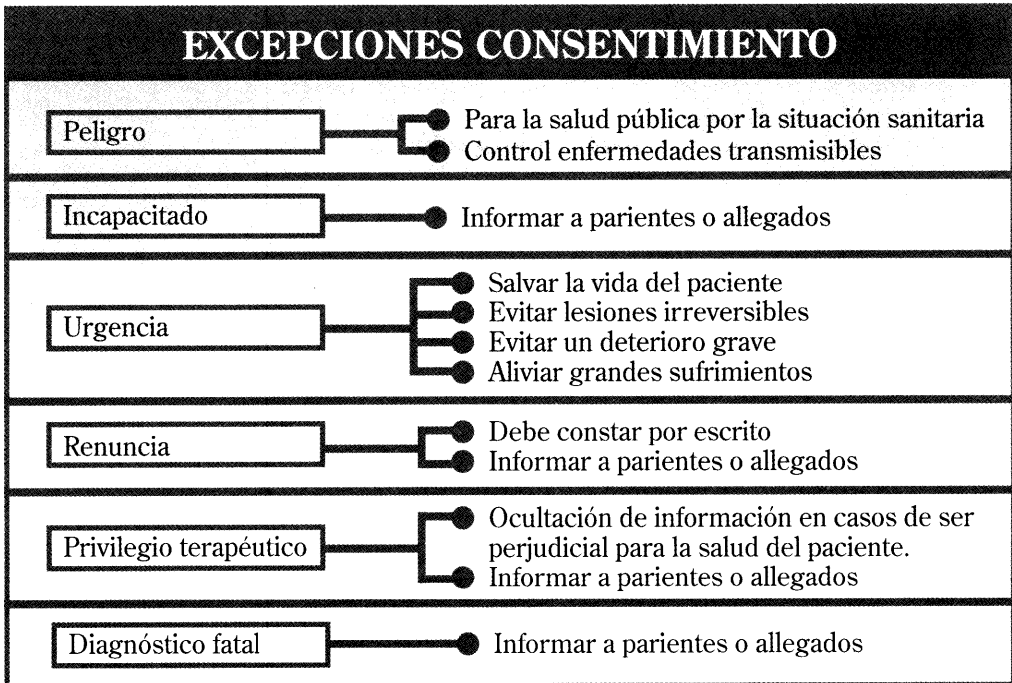 EXCEPCIONES CONSENTIMIENTO
Peligro
Para la salud pública por la situación sanitaria
Control enfermedades transmisibles
Incapacitado
Informar a parientes o allegados
Urgencia
Salvar la vida del paciente
Evitar lesiones irreversibles
Evitar un deterioro grave
Aliviar grandes sufrimientos
Renuncia
Debe constar por escrito
Informar a parientes o allegados
Privilegio terapéutico
Ocultación de información en casos de ser
perjudicial para la salud del paciente.
Informar a parientes o allegados
Diagnóstico fatal
Informar a parientes o allegados